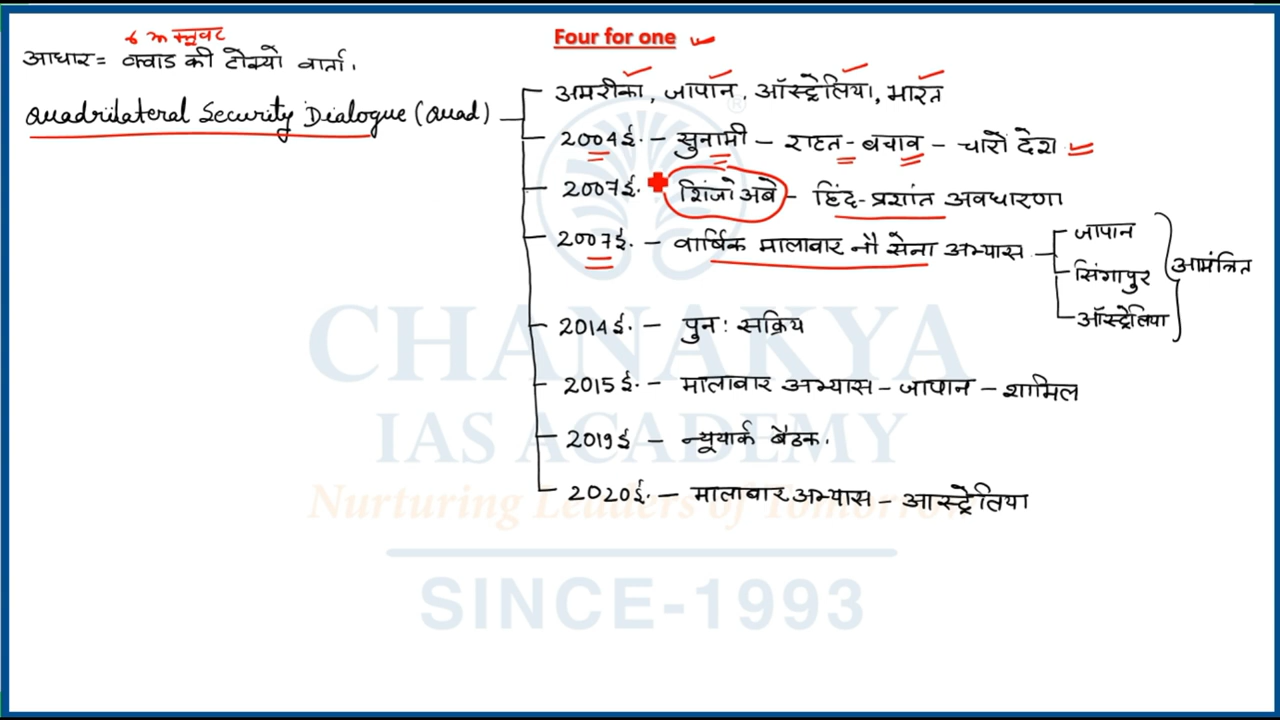 Four for one
6 अक्तूबर
आधार = क्वाड की टोक्यो वार्ता.
Quadrilateral Security Dialogue (Quad)
अमरीका, जापान, ऑस्ट्रेलिया, भारत
2004ई. – सुनामी – राहत-बचाव – चारों देश
2007ई. शिंजो अबे – हिंद-प्रशांत अवधारणा
2007ई. – वार्षिक मालावार नौ सेना अभ्यास
जापान
सिंगापुर
ऑस्ट्रेलिया
आमंत्रित
2014ई. – पुनः सक्रिय
2015ई. – मालावार अभ्यास – जापान – शामिल
2019ई – न्यूयार्क बैठक.
2020ई. – मालावार अभ्यास – आस्ट्रेलिया
CHANAKYA
IAS ACADEMY
Nurturing Leaders of Tomorrow
SINCE-1993